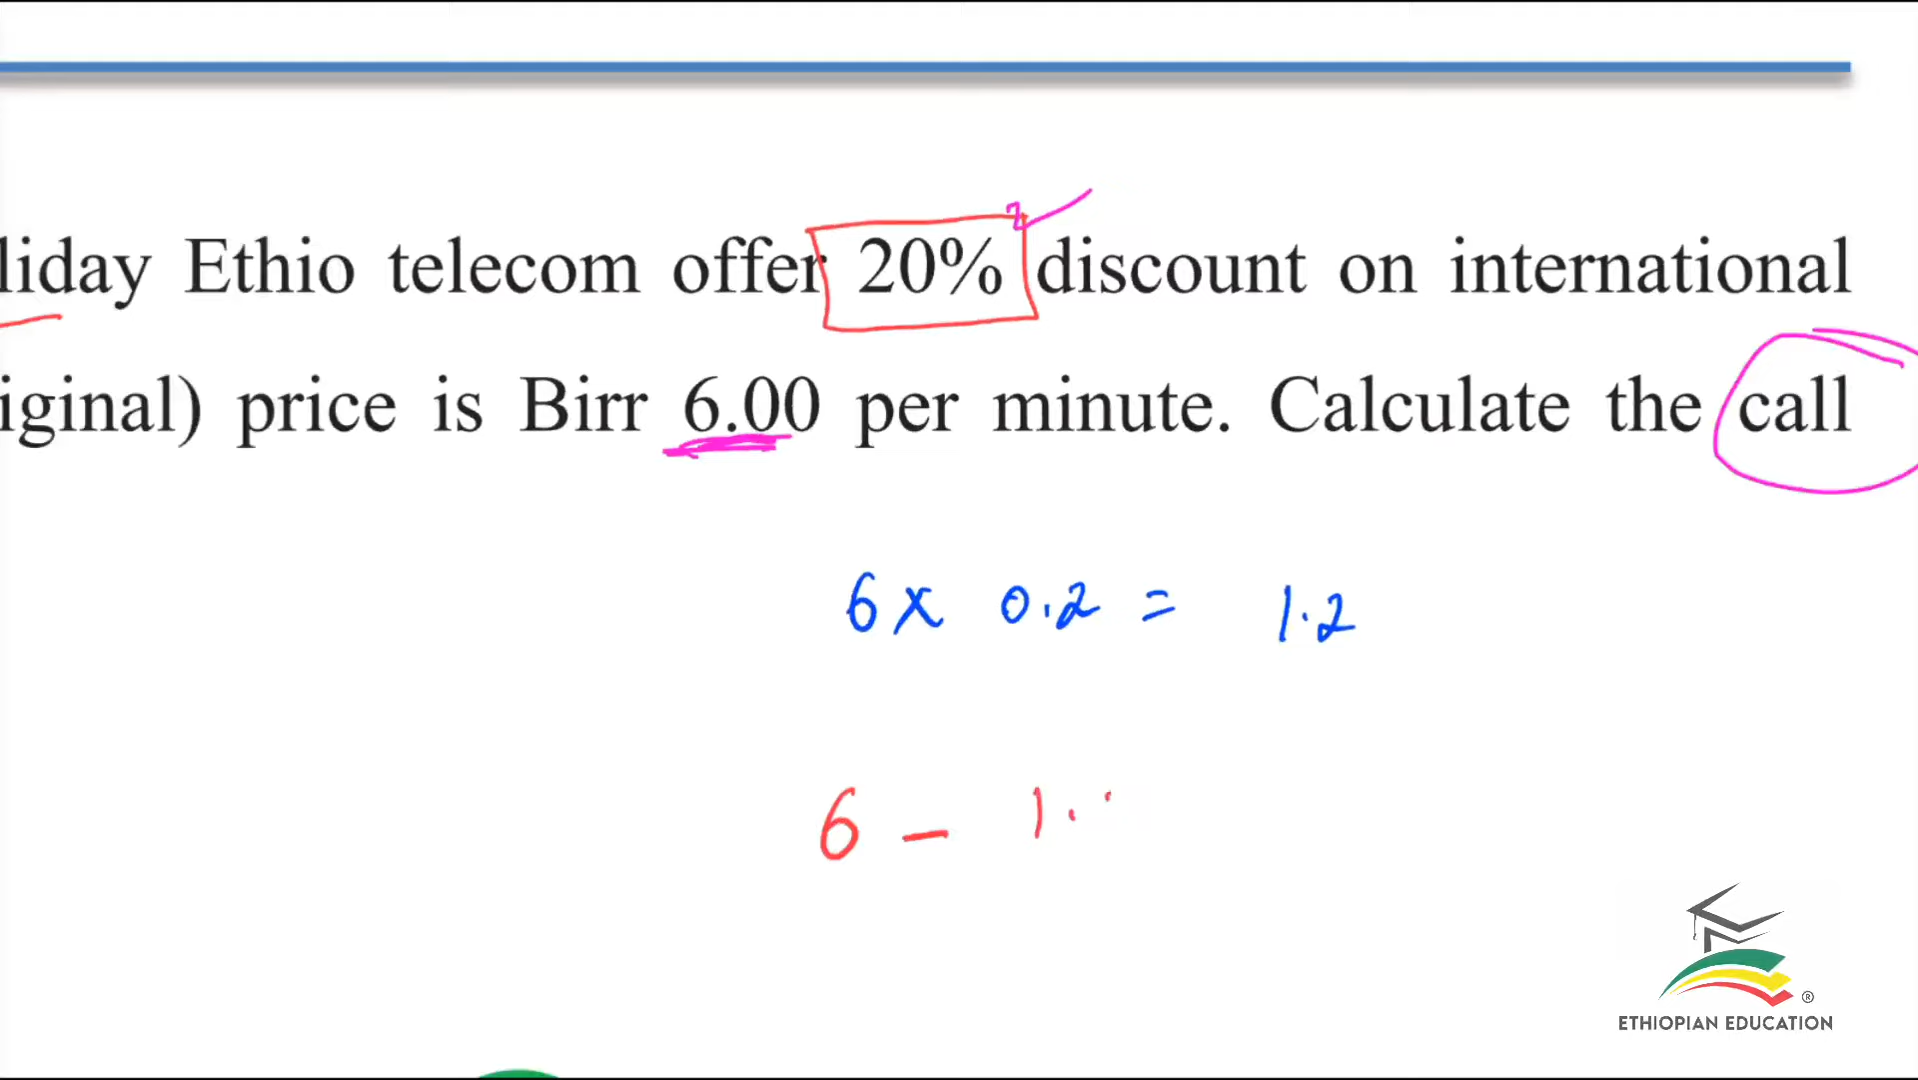 liday Ethio telecom offer 20% discount on international
iginal) price is Birr 6.00 per minute. Calculate the call
6 x 0.2 = 1.2
6 - 1.
ETHIOPIAN EDUCATION